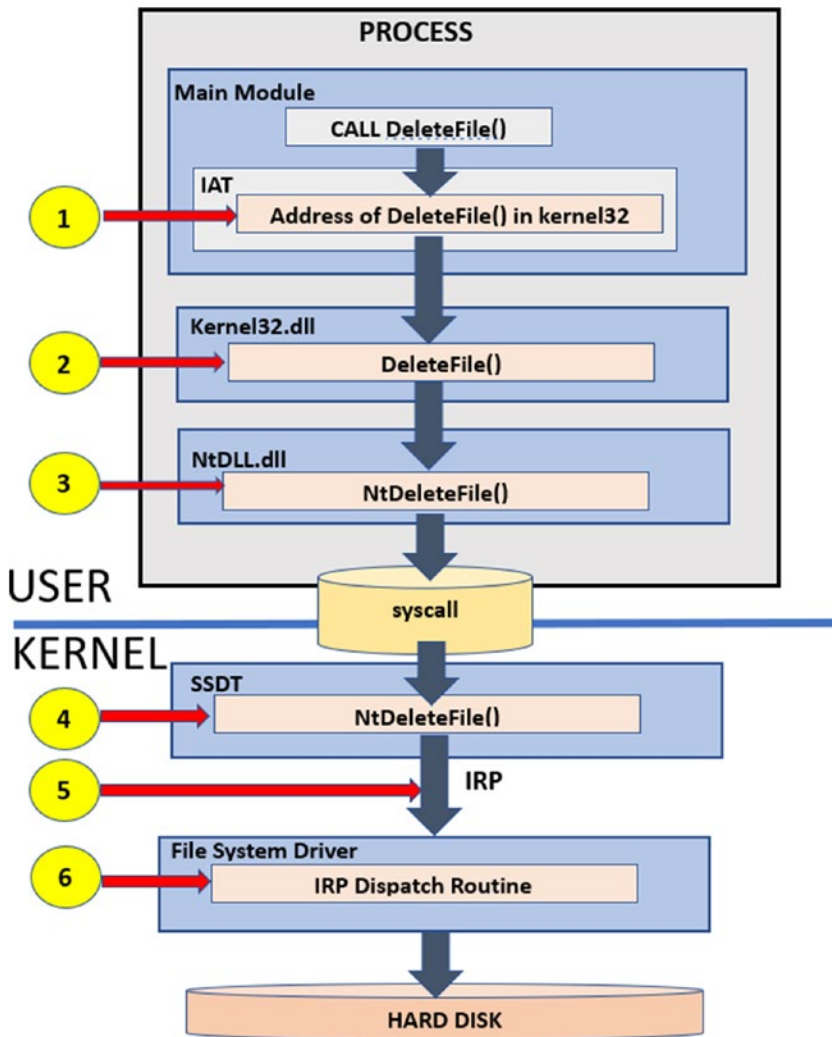 PROCESS
Main Module
CALL DeleteFile()
IAT
1
Address of DeleteFile() in kernel32
Kernel32.dll
2
DeleteFile()
NtDLL.dll
3
NtDeleteFile()
USER
syscall
KERNEL
SSDT
4
NtDeleteFile()
5
IRP
File System Driver
6
IRP Dispatch Routine
HARD DISK